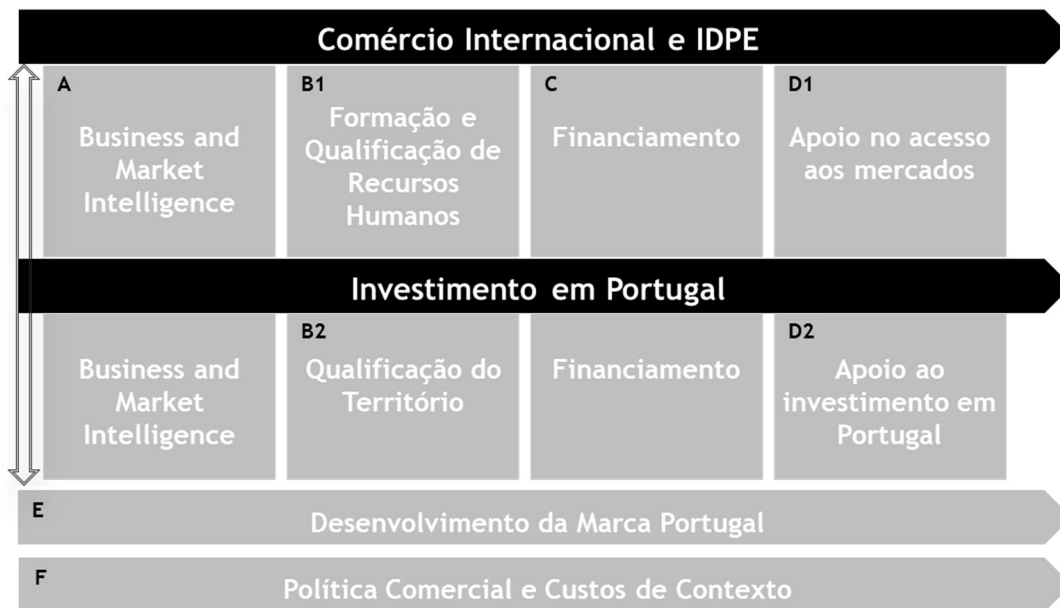 Comércio Internacional e IDPE
A
Business and
Market
Intelligence
B1
Formação e
Qualificação de
Recursos
Humanos
C
Financiamento
D1
Apoio no acesso
aos mercados
Investimento em Portugal
Business and
Market
Intelligence
B2
Qualificação do
Território
Financiamento
D2
Apoio ao
investimento em
Portugal
E
Desenvolvimento da Marca Portugal
F
Política Comercial e Custos de Contexto